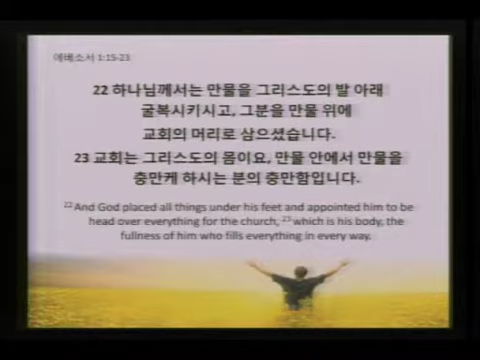 에베소서 1:15-23
22 하나님께서는 만물을 그리스도의 발 아래
굴복시키시고, 그분을 만물 위에
교회의 머리로 삼으셨습니다.
23 교회는 그리스도의 몸이요, 만물 안에서 만물을
충만케 하시는 분의 충만함입니다.
22 And God placed all things under his feet and appointed him to be
head over everything for the church, 23 which is his body, the
fullness of him who fills everything in every way.